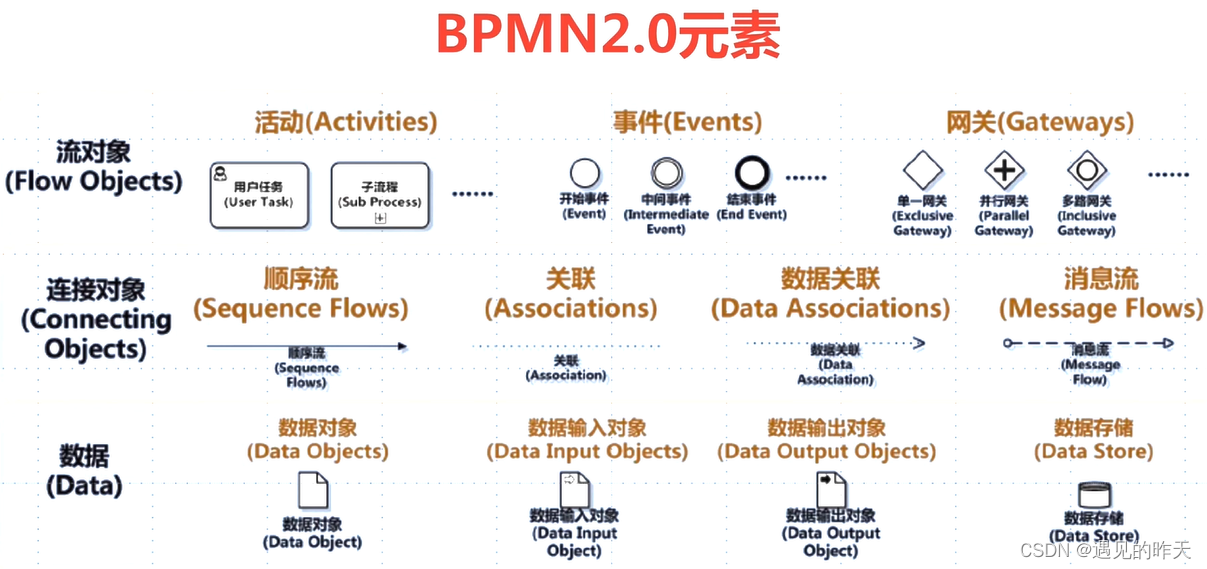 BPMN2.0元素
活动(Activities)
事件(Events)
网关(Gateways)
流对象
(Flow Objects)
用户任务
(User Task)
子流程
(Sub Process)
......
开始事件
(Event)
中间事件
(Intermediate
Event)
结束事件
(End Event)
......
单一网关
(Exclusive
Gateway)
并行网关
(Parallel
Gateway)
多路网关
(Inclusive
Gateway)
......
连接对象
(Connecting
Objects)
顺序流
(Sequence Flows)
关联
(Associations)
数据关联
(Data Associations)
消息流
(Message Flows)
顺序流
(Sequence
Flows)
关联
(Association)
数据关联
(Data
Association)
消息流
(Message
Flow)
数据
(Data)
数据对象
(Data Objects)
数据输入对象
(Data Input Objects)
数据输出对象
(Data Output Objects)
数据存储
(Data Store)
数据对象
(Data Object)
数据输入对象
(Data Input
Object)
数据输出对象
(Data Output
Object)
数据存储
(Data Store)
CSDN @遇见的昨天